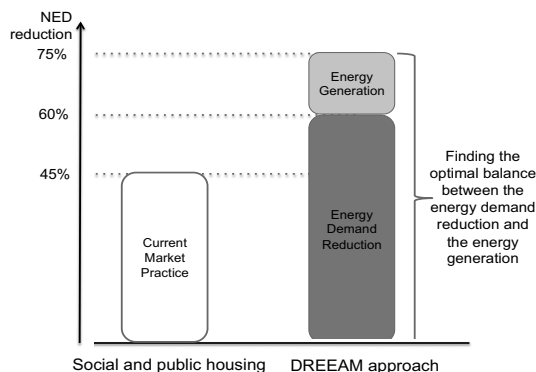 NED
reduction
75%
60%
45%
Energy
Generation
Energy
Demand
Reduction
Current
Market
Practice
Finding the
optimal balance
between the
energy demand
reduction and
the energy
generation
Social and public housing
DREEAM approach